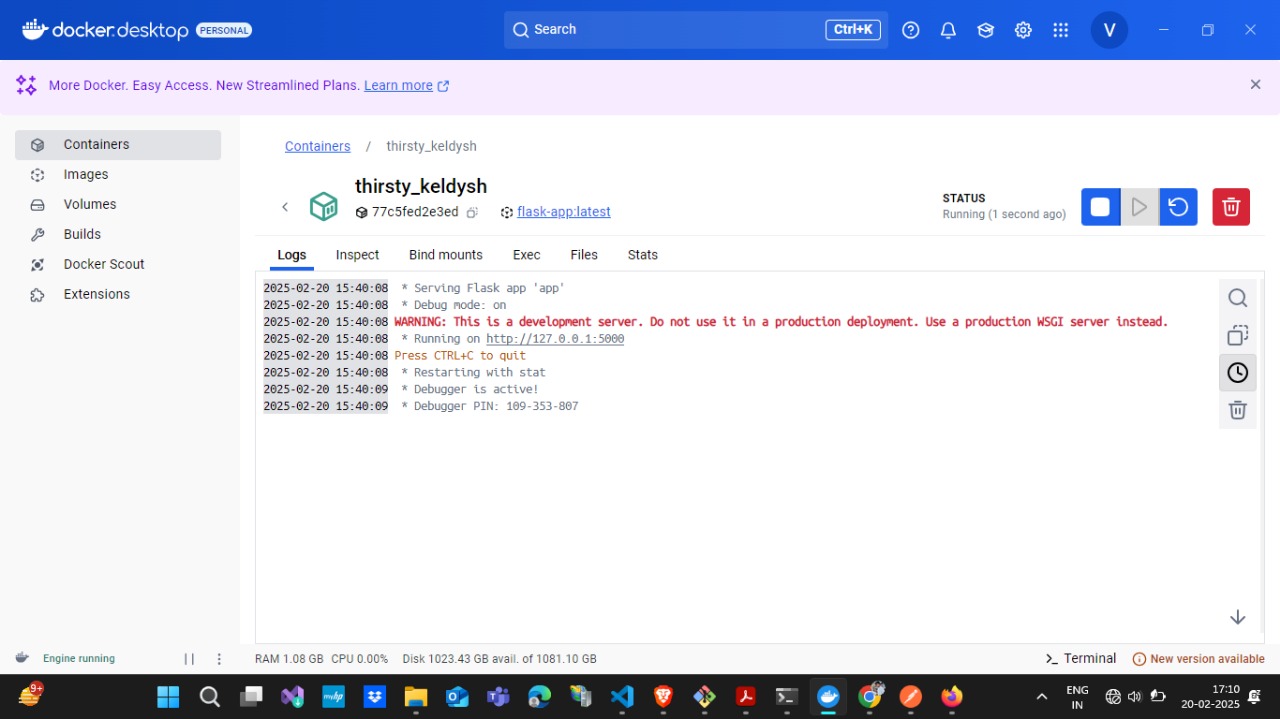 docker.desktop PERSONAL
Search Ctrl+K
V
More Docker. Easy Access. New Streamlined Plans. Learn more
Containers
Images
Volumes
Builds
Docker Scout
Extensions
Containers / thirsty_keldysh
thirsty_keldysh
77c5fed2e3ed flask-app:latest
STATUS
Running (1 second ago)
Logs Inspect Bind mounts Exec Files Stats
2025-02-20 15:40:08 * Serving Flask app 'app'
2025-02-20 15:40:08 * Debug mode: on
2025-02-20 15:40:08 WARNING: This is a development server. Do not use it in a production deployment. Use a production WSGI server instead.
2025-02-20 15:40:08 * Running on http://127.0.0.1:5000
2025-02-20 15:40:08 Press CTRL+C to quit
2025-02-20 15:40:08 * Restarting with stat
2025-02-20 15:40:09 * Debugger is active!
2025-02-20 15:40:09 * Debugger PIN: 109-353-807
Engine running
RAM 1.08 GB CPU 0.00% Disk 1023.43 GB avail. of 1081.10 GB
Terminal New version available
9+
mibp
ENG
IN
17:10
20-02-2025